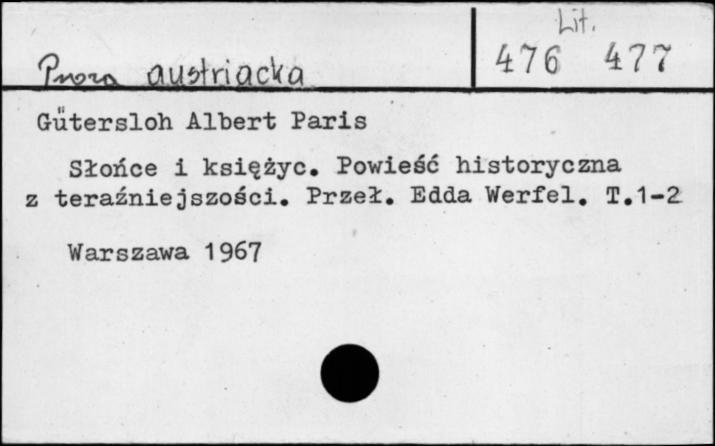 Lit.
476 477
Proza austriacka
Gütersloh Albert Paris
Słońce i księżyc. Powieść historyczna
z teraźniejszości. Przeł. Edda Werfel. T.1-2
Warszawa 1967